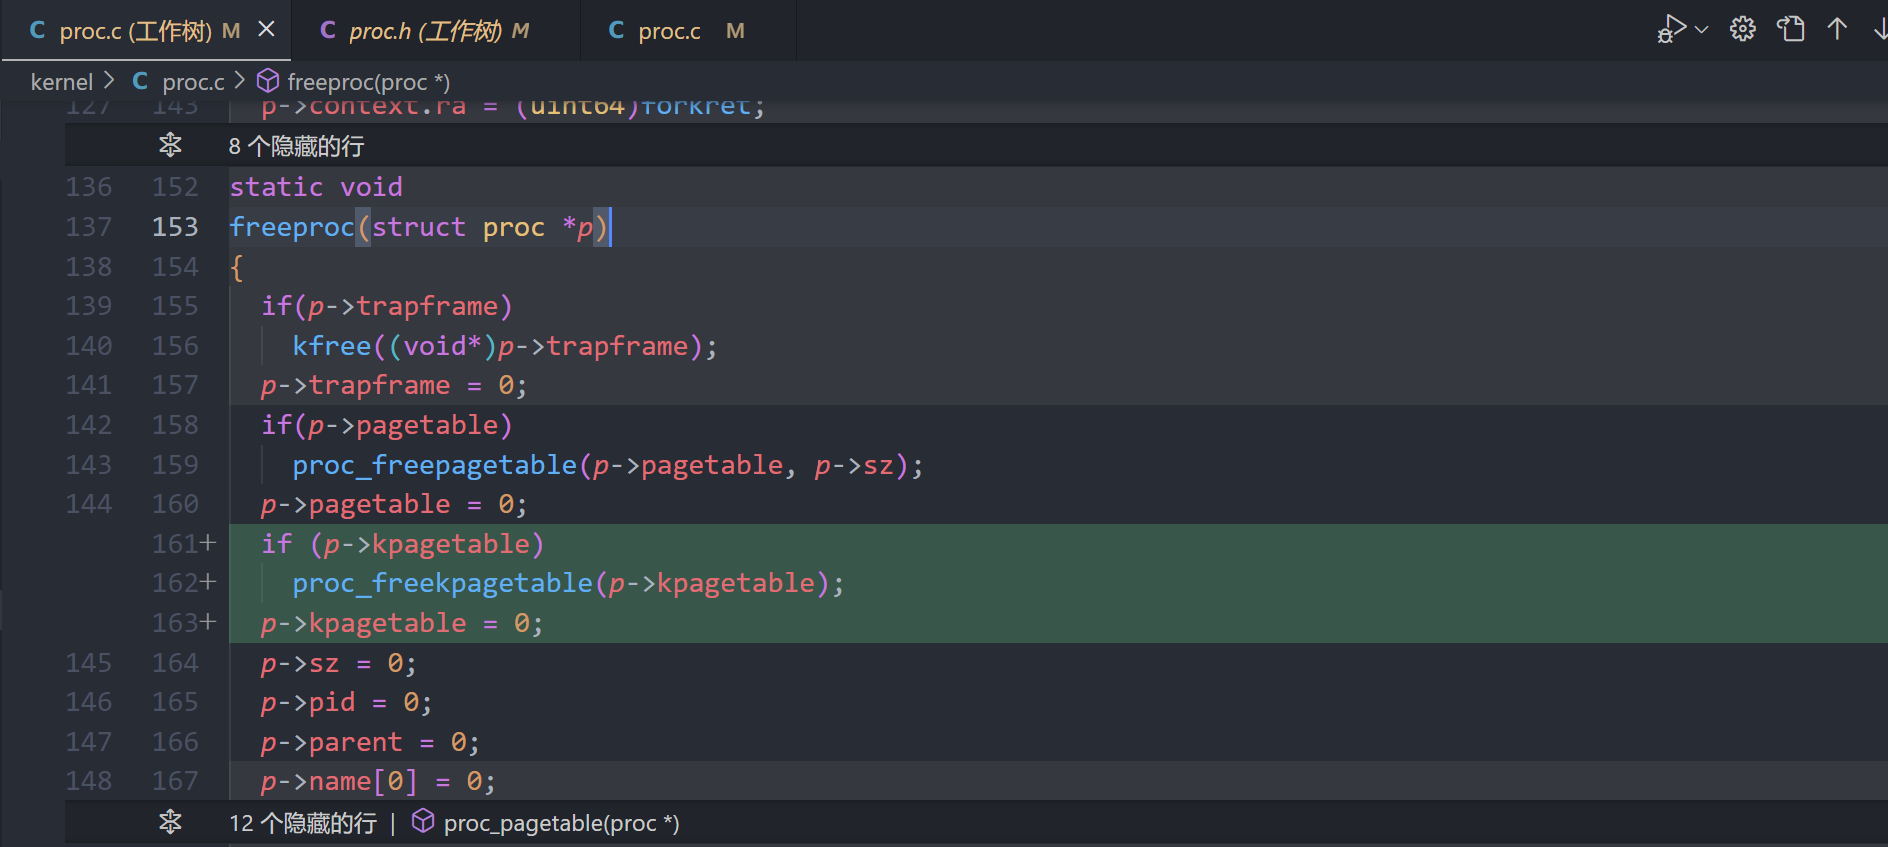 C proc.c (工作树) M × C proc.h (工作树) M C proc.c M
kernel > C proc.c > freeproc(proc *)
127 143 p->context.ra = (uint64)forkret;
8 个隐藏的行
136 152 static void
137 153 freeproc(struct proc *p)
138 154 {
139 155 if(p->trapframe)
140 156 kfree((void*)p->trapframe);
141 157 p->trapframe = 0;
142 158 if(p->pagetable)
143 159 proc_freepagetable(p->pagetable, p->sz);
144 160 p->pagetable = 0;
161+ if (p->kpagetable)
162+ proc_freekpagetable(p->kpagetable);
163+ p->kpagetable = 0;
145 164 p->sz = 0;
146 165 p->pid = 0;
147 166 p->parent = 0;
148 167 p->name[0] = 0;
12 个隐藏的行 | proc_pagetable(proc *)